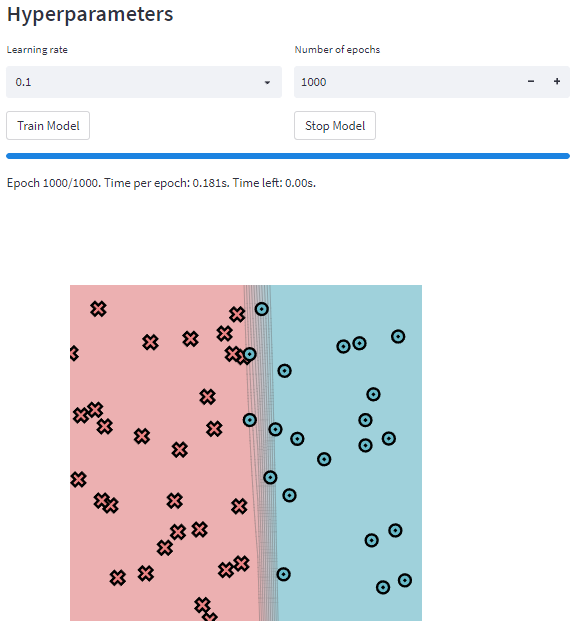 Hyperparameters
Learning rate
Number of epochs
0.1
1000
Train Model
Stop Model
Epoch 1000/1000. Time per epoch: 0.181s. Time left: 0.00s.